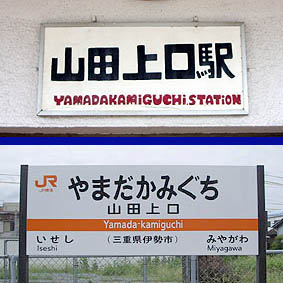 山田上口駅
YAMADAKAMIGUCHI.STATION
JR
やまだかみぐち
山田上口
Yamada-kamiguchi
いせし （三重県伊勢市） みやがわ
Iseshi Miyagawa